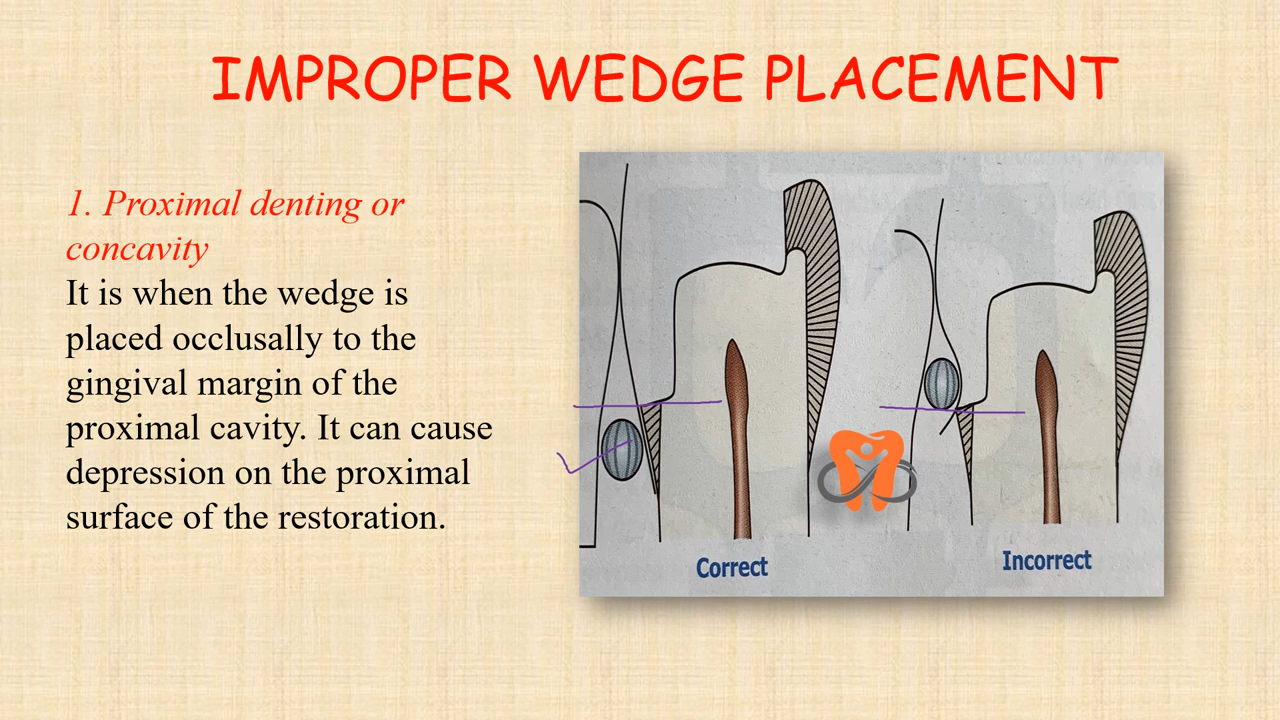 IMPROPER WEDGE PLACEMENT
1. Proximal denting or
concavity
It is when the wedge is
placed occlusally to the
gingival margin of the
proximal cavity. It can cause
depression on the proximal
surface of the restoration.
Correct
Incorrect